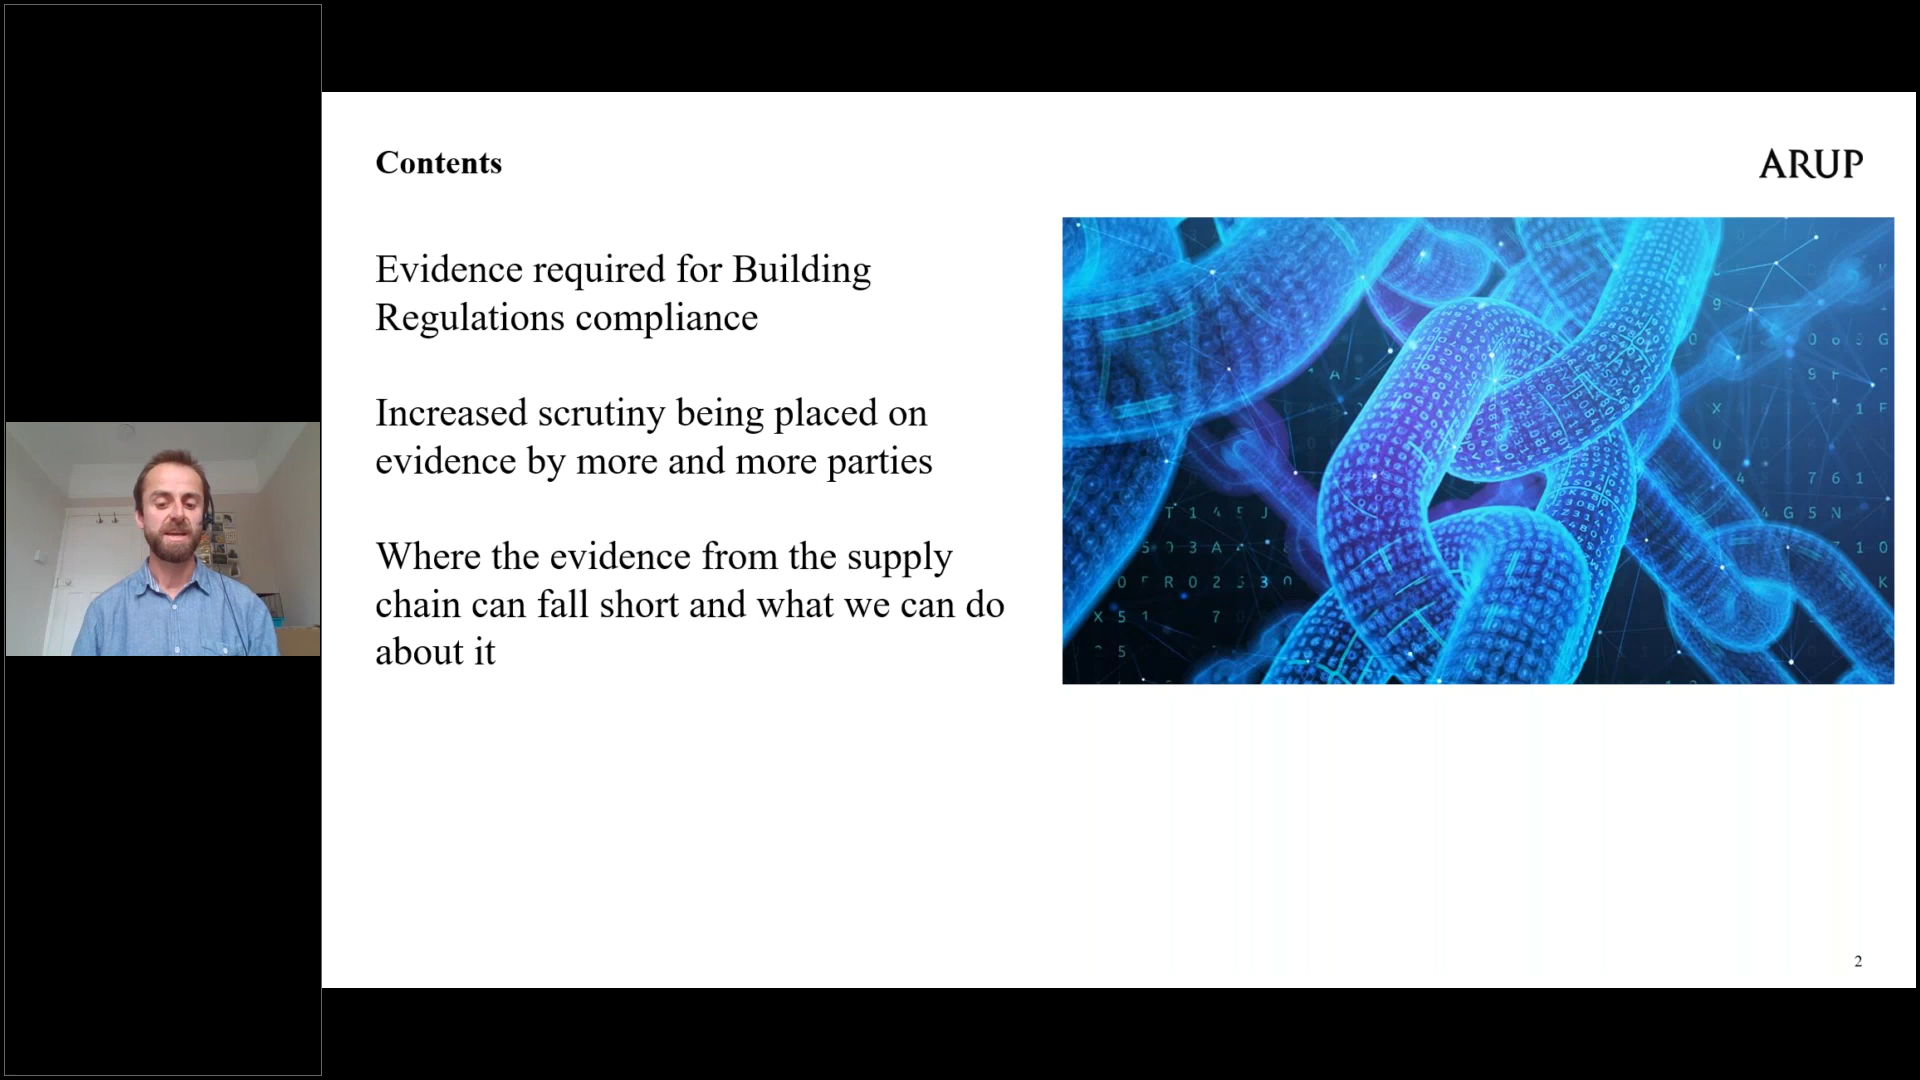 Contents
ARUP
Evidence required for Building
Regulations compliance
Increased scrutiny being placed on
evidence by more and more parties
Where the evidence from the supply
chain can fall short and what we can do
about it
2